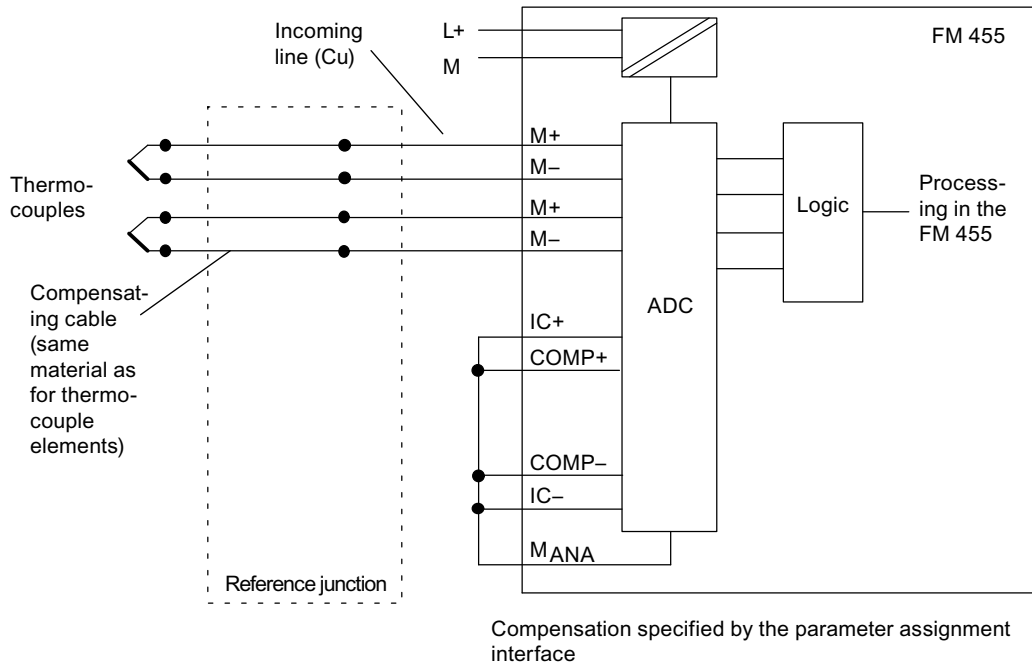 Incoming
line (Cu)
L+
M
FM 455
M+
M–
M+
M–
Thermo-
couples
Logic
Process-
ing in the
FM 455
Compensat-
ing cable
(same
material as
for thermo-
couple
elements)
ADC
IC+
COMP+
COMP–
IC–
MANA
Reference junction
Compensation specified by the parameter assignment
interface